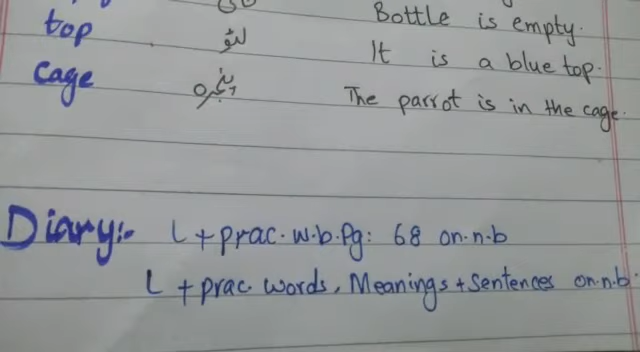 Bottle is empty.
top لٹو It is a blue top.
cage پنجرہ The parrot is in the cage.
Diary:- L + prac. w.b. Pg: 68 on n.b
L + prac. words, Meanings + Sentences on n.b.